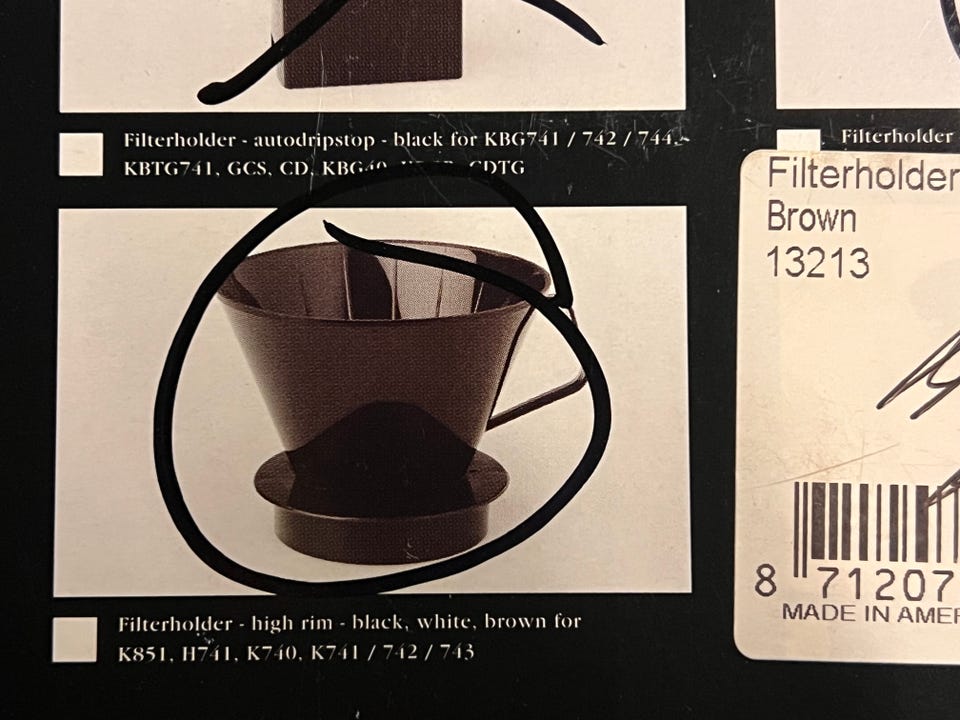 Filterholder - autodripstop - black for KBG741 / 742 / 744,
KBTG741, GCS, CD, KBG40, CDTG
Filterholder
Filterholder
Brown
13213
8 71207
MADE IN AMER
Filterholder - high rim - black, white, brown for
K851, H741, K740, K741 / 742 / 743